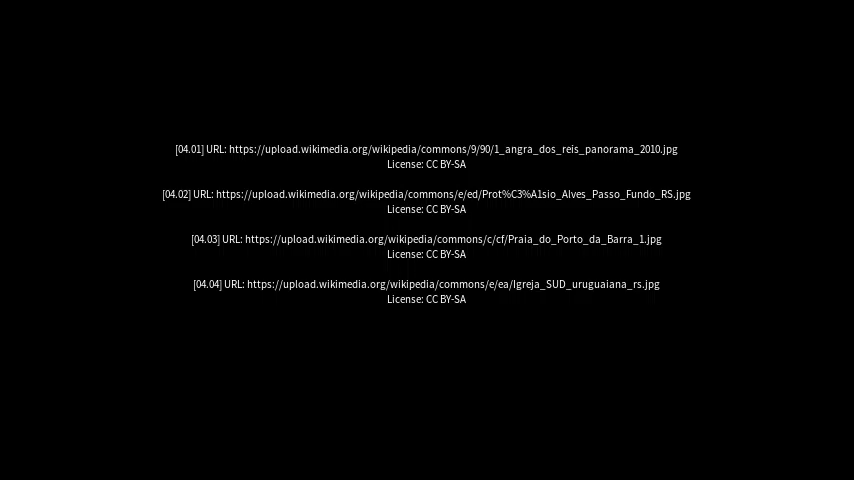 [04.01] URL: https://upload.wikimedia.org/wikipedia/commons/9/90/1_angra_dos_reis_panorama_2010.jpg
License: CC BY-SA
[04.02] URL: https://upload.wikimedia.org/wikipedia/commons/e/ed/Prot%C3%A1sio_Alves_Passo_Fundo_RS.jpg
License: CC BY-SA
[04.03] URL: https://upload.wikimedia.org/wikipedia/commons/c/cf/Praia_do_Porto_da_Barra_1.jpg
License: CC BY-SA
[04.04] URL: https://upload.wikimedia.org/wikipedia/commons/e/ea/Igreja_SUD_uruguaiana_rs.jpg
License: CC BY-SA